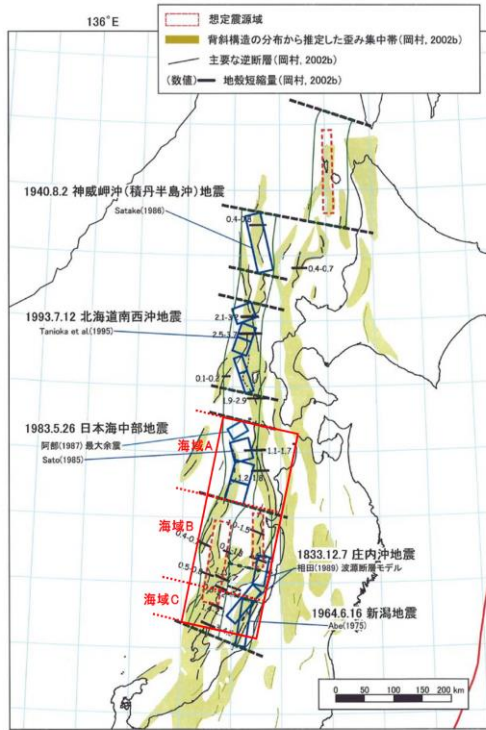 136°E
想定震源域
背斜構造の分布から推定した歪み集中帯(岡村, 2002b)
主要な逆断層(岡村, 2002b)
(数値) 地殻短縮量(岡村, 2002b)
1940.8.2 神威岬沖(積丹半島沖)地震
Satake(1986)
0.4-0.7
1993.7.12 北海道南西沖地震
Tanioka et al.(1995)
0.1-0.2
1.9-2.9
1983.5.26 日本海中部地震
阿部(1987) 最大余震
Sato(1985)
海域A
1.1-1.7
海域B
1833.12.7 庄内沖地震
相田(1989) 波源断層モデル
海域C
1964.6.16 新潟地震
Abe(1975)
0 50 100 150 200 km